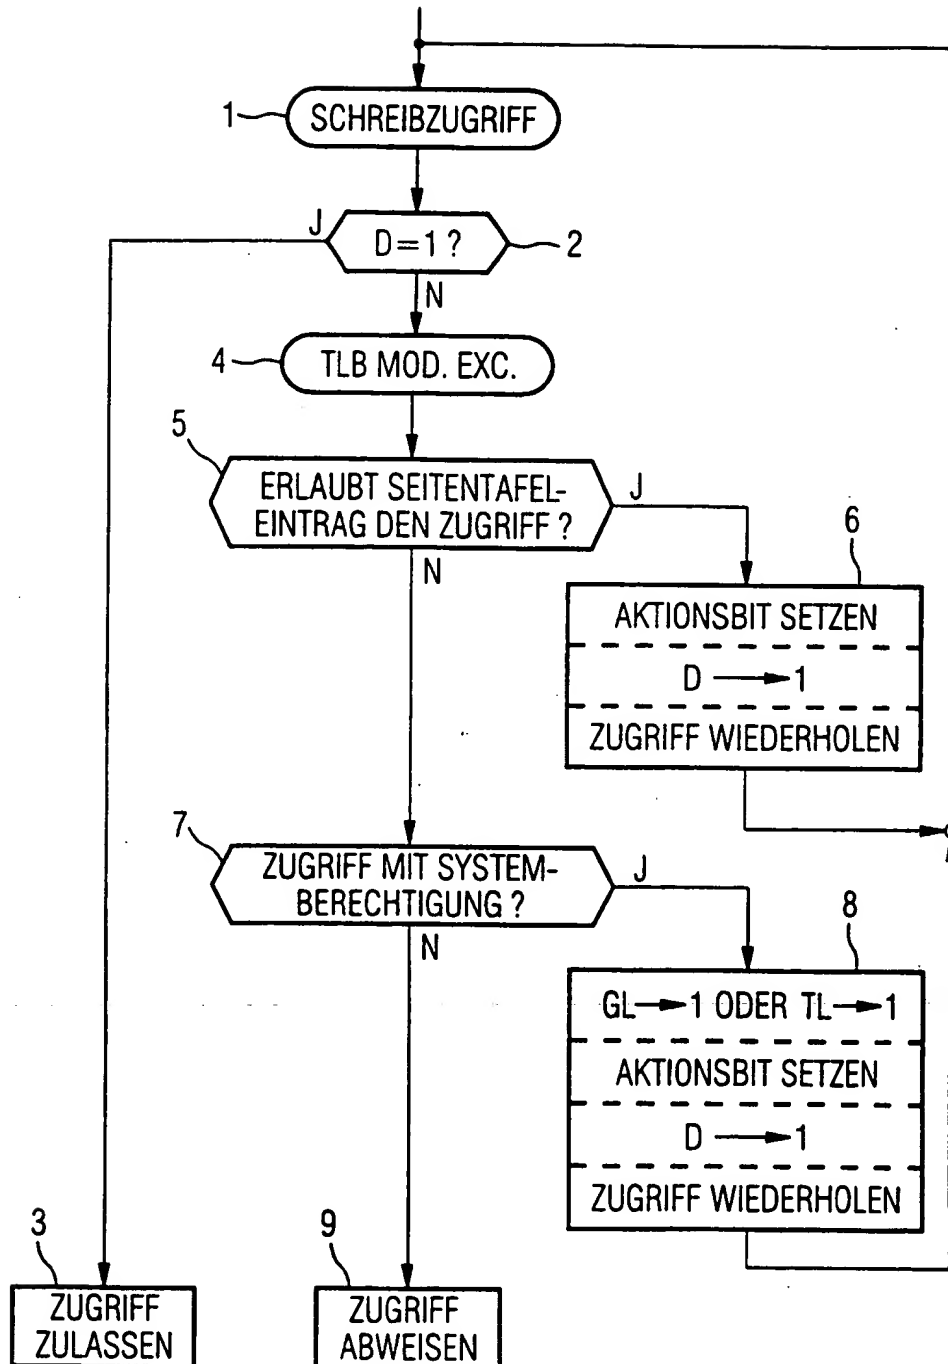 1
SCHREIBZUGRIFF
J
D=1 ?
2
N
4
TLB MOD. EXC.
5
ERLAUBT SEITENTAFEL-
EINTRAG DEN ZUGRIFF ?
J
N
6
AKTIONSBIT SETZEN
D → 1
ZUGRIFF WIEDERHOLEN
7
ZUGRIFF MIT SYSTEM-
BERECHTIGUNG ?
J
N
8
GL→1 ODER TL→1
AKTIONSBIT SETZEN
D → 1
ZUGRIFF WIEDERHOLEN
3
ZUGRIFF
ZULASSEN
9
ZUGRIFF
ABWEISEN